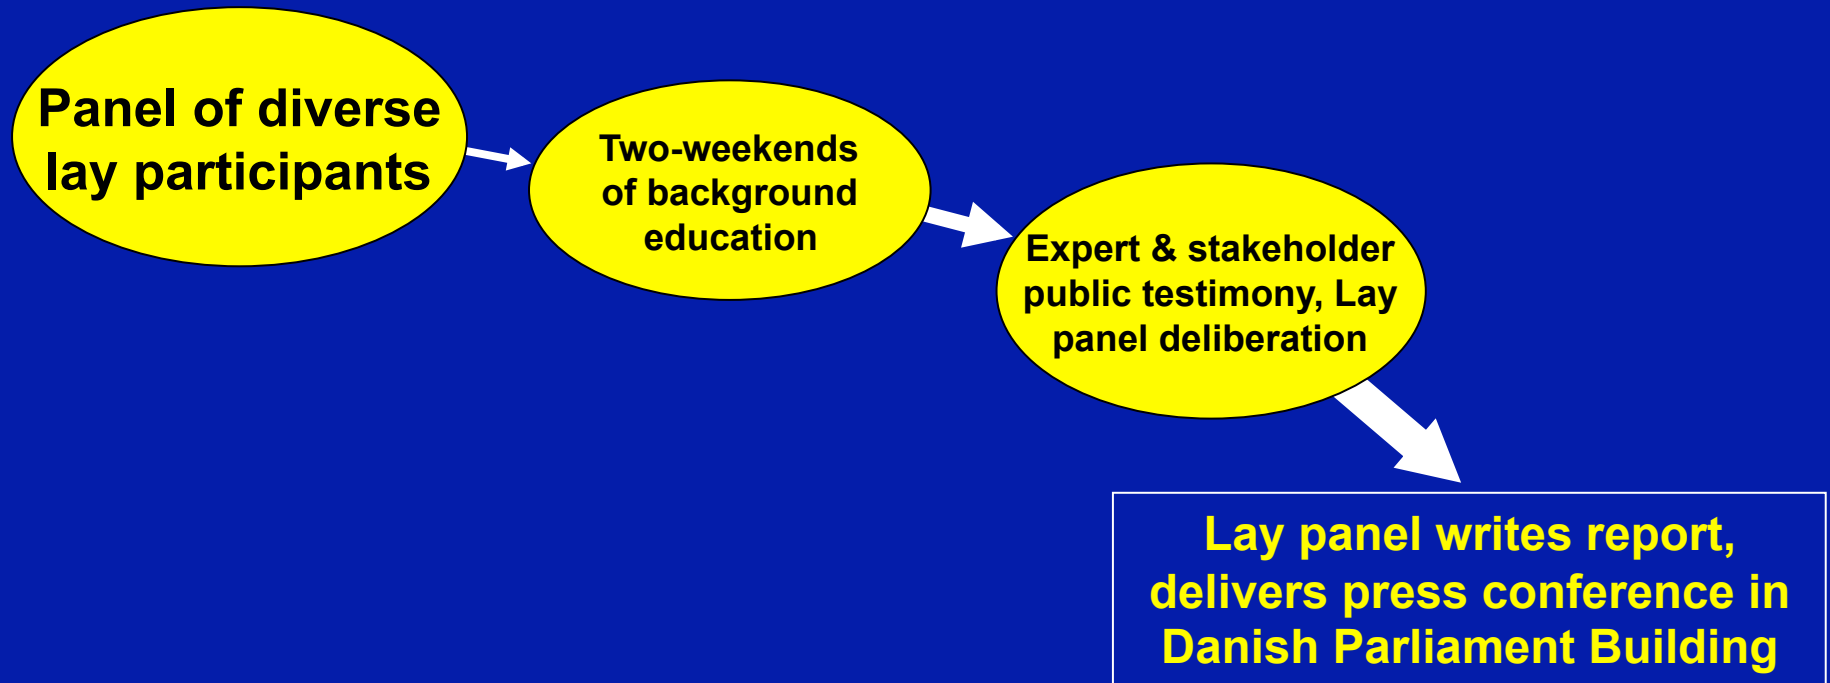 Panel of diverse
lay participants
Two-weekends
of background
education
Expert & stakeholder
public testimony, Lay
panel deliberation
Lay panel writes report,
delivers press conference in
Danish Parliament Building